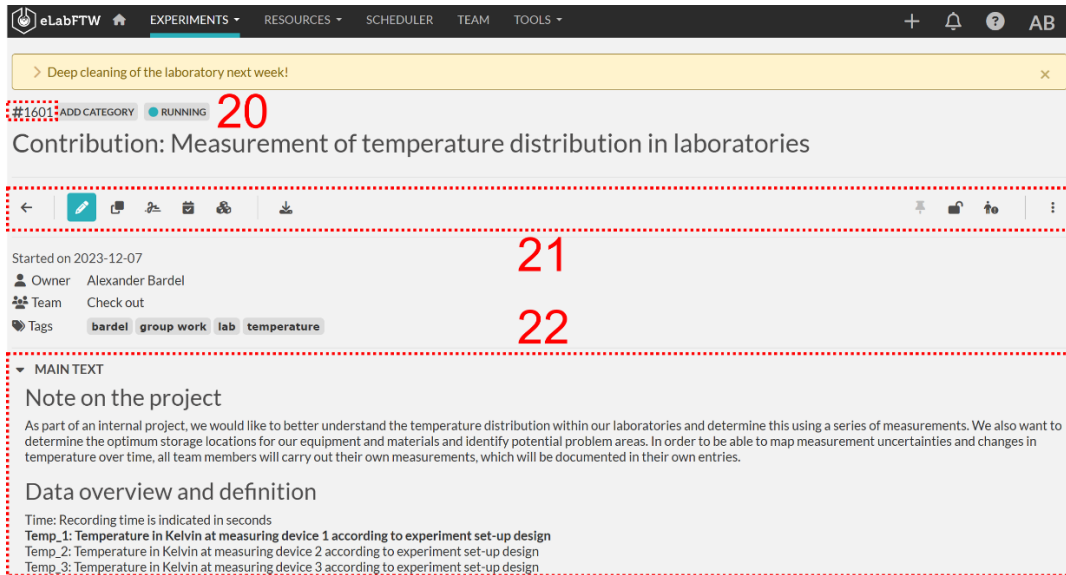 eLabFTW EXPERIMENTS RESOURCES SCHEDULER TEAM TOOLS AB
Deep cleaning of the laboratory next week!
#1601 ADD CATEGORY RUNNING 20
Contribution: Measurement of temperature distribution in laboratories
21
Started on 2023-12-07
Owner Alexander Bardel
Team Check out
22
Tags bardel group work lab temperature
MAIN TEXT
Note on the project
As part of an internal project, we would like to better understand the temperature distribution within our laboratories and determine this using a series of measurements. We also want to
determine the optimum storage locations for our equipment and materials and identify potential problem areas. In order to be able to map measurement uncertainties and changes in
temperature over time, all team members will carry out their own measurements, which will be documented in their own entries.
Data overview and definition
Time: Recording time is indicated in seconds
Temp_1: Temperature in Kelvin at measuring device 1 according to experiment set-up design
Temp_2: Temperature in Kelvin at measuring device 2 according to experiment set-up design
Temp_3: Temperature in Kelvin at measuring device 3 according to experiment set-up design